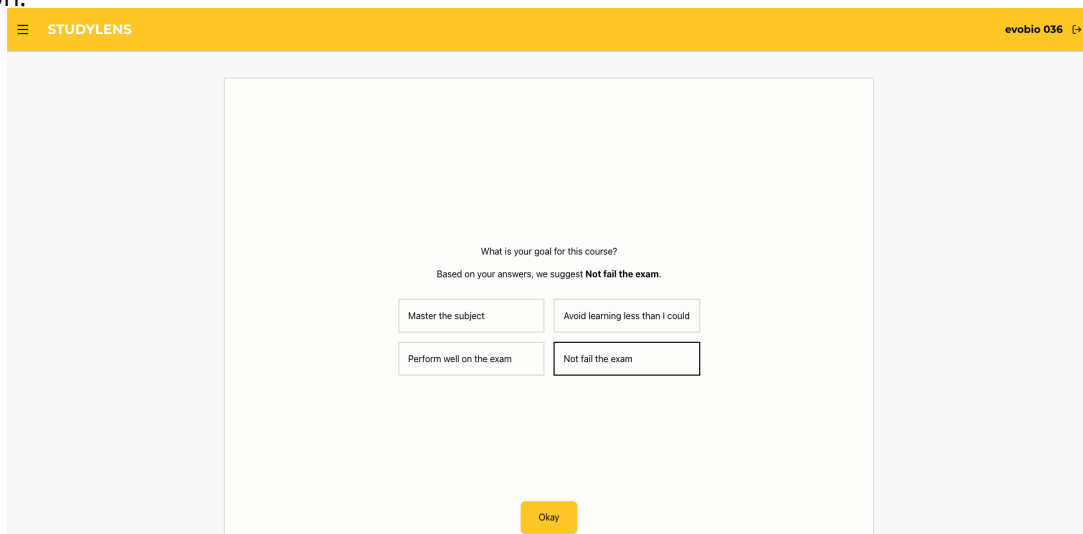 STUDYLENS
evobio 036
What is your goal for this course?
Based on your answers, we suggest Not fail the exam.
Master the subject
Avoid learning less than I could
Perform well on the exam
Not fail the exam
Okay